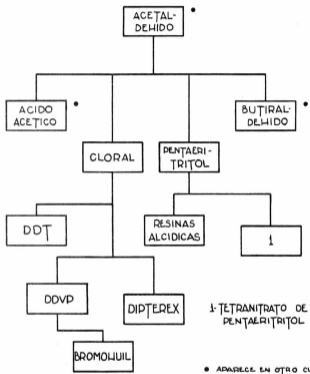 ACETAL-
DEHIDO
ACIDO
ACETICO
CLORAL
PENTAERI-
TRITOL
BUTIRAL-
DEHIDO
DDT
RESINAS
ALCIDICAS
1
DDVP
DIPTEREX
BROMOHUIL
1- TETRANITRATO DE
PENTAERITRITOL
• APARECE EN OTRO